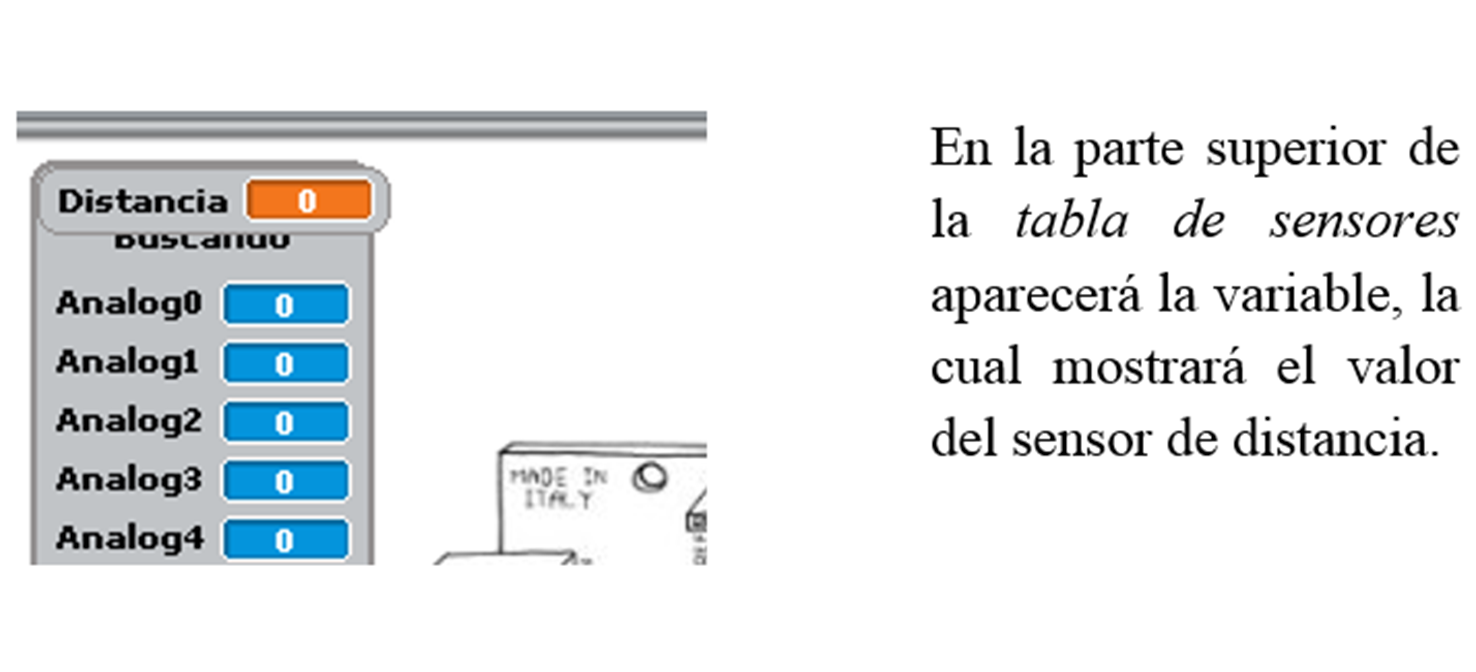 Distancia 0
Buscando
Analog0 0
Analog1 0
Analog2 0
Analog3 0
Analog4 0
MADE IN
ITALY
REF
En la parte superior de
la tabla de sensores
aparecerá la variable, la
cual mostrará el valor
del sensor de distancia.